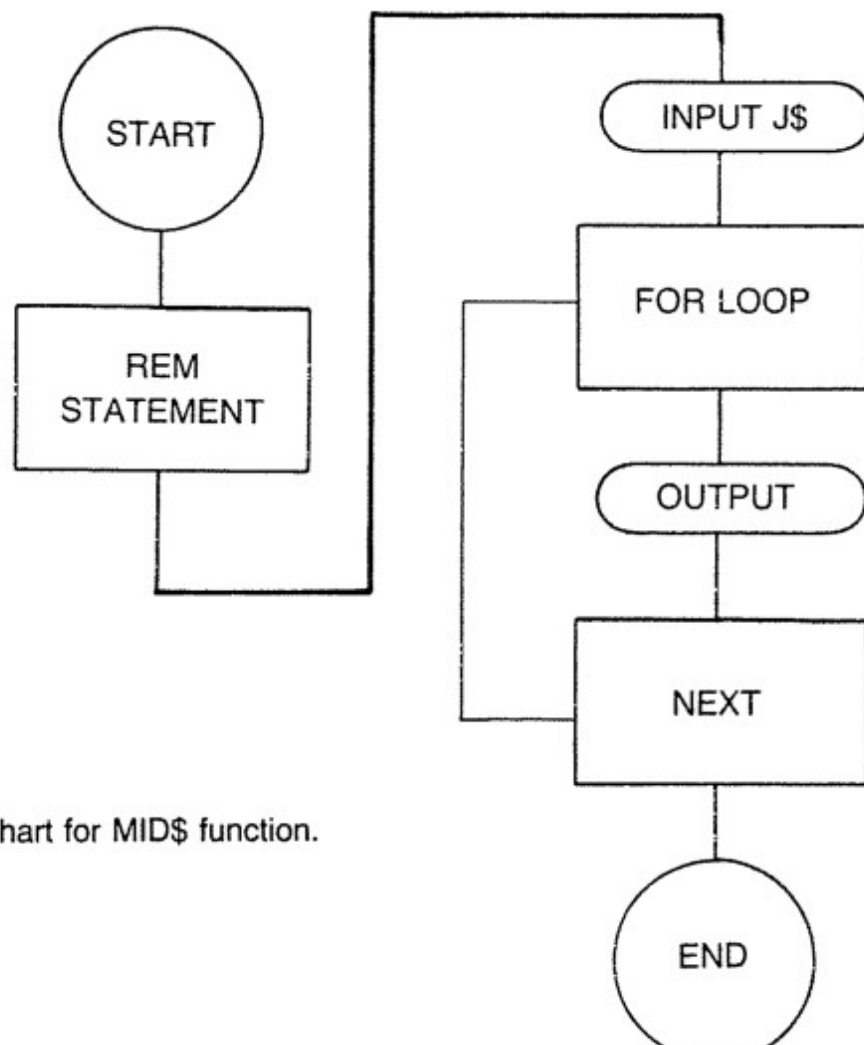 START
REM
STATEMENT
INPUT J$
FOR LOOP
OUTPUT
NEXT
END
hart for MID$ function.